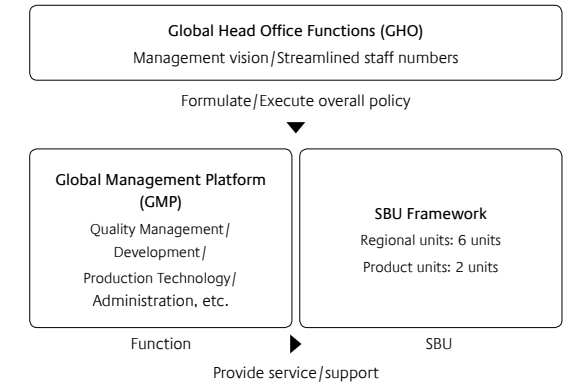 Global Head Office Functions (GHO)
Management vision/Streamlined staff numbers
Formulate/Execute overall policy
Global Management Platform
(GMP)
Quality Management/
Development/
Production Technology/
Administration, etc.
SBU Framework
Regional units: 6 units
Product units: 2 units
Function
SBU
Provide service/support